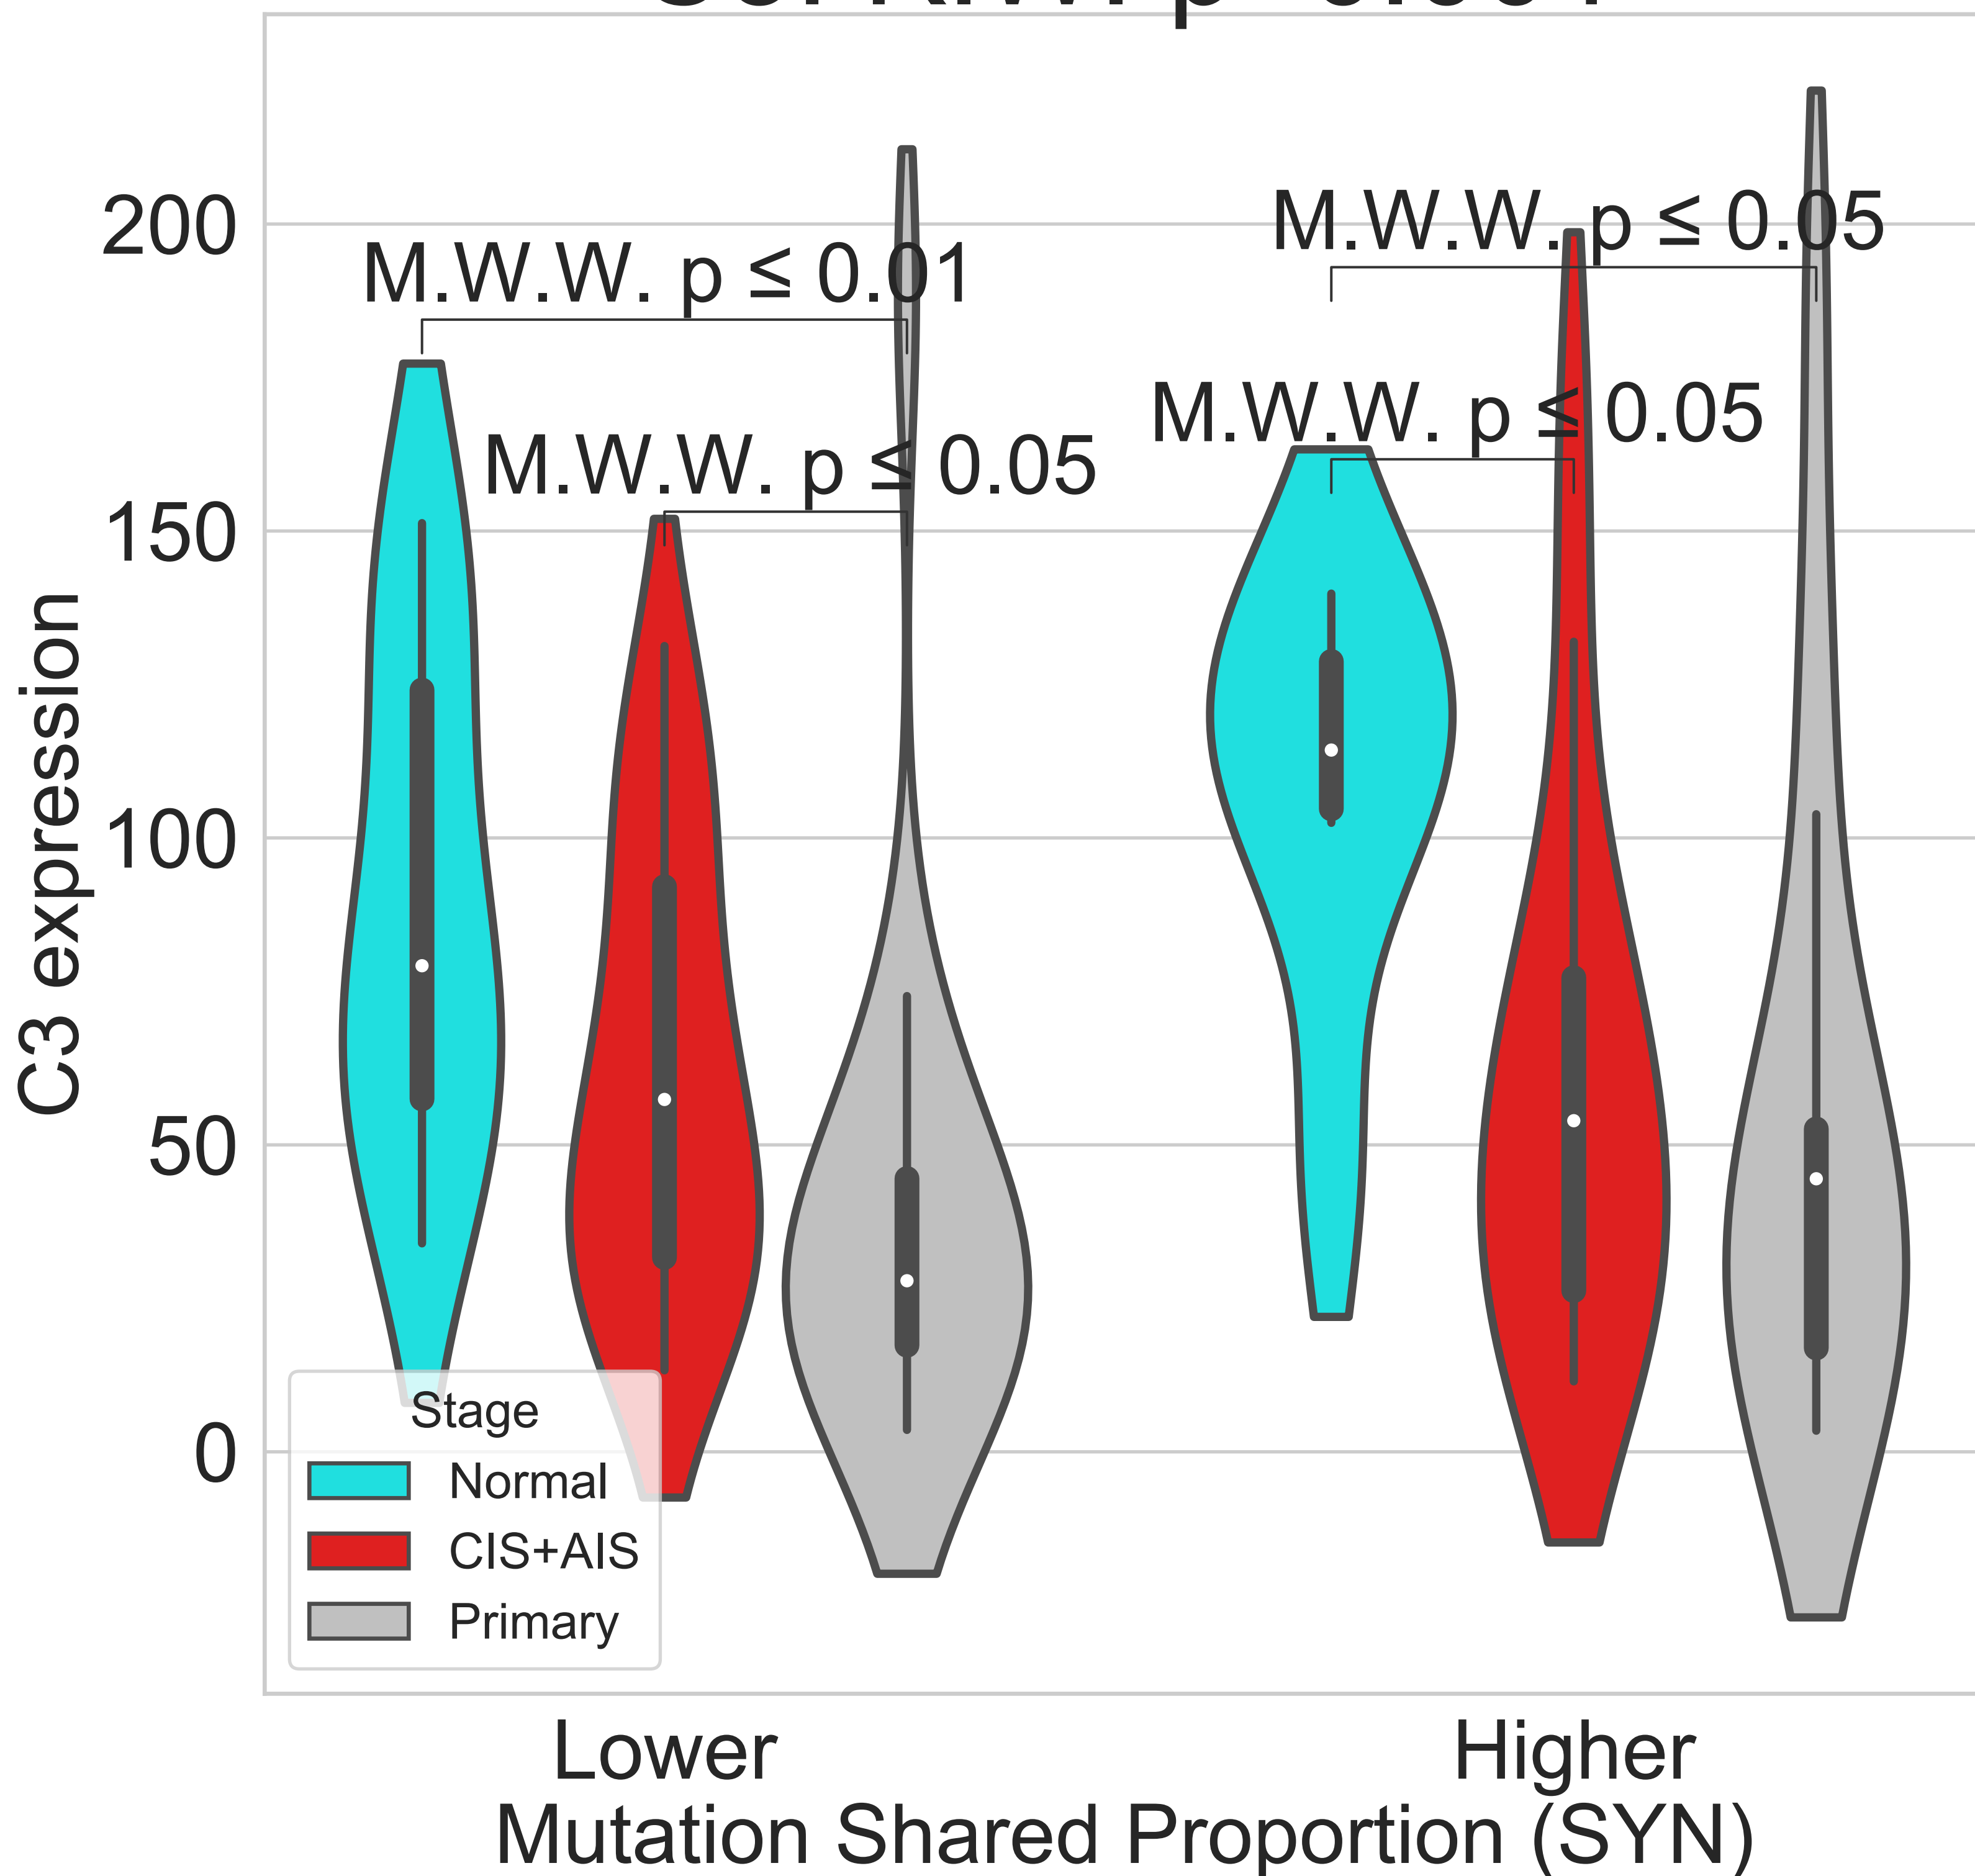 200
150
100
50
0
C3 expression
M.W.W. p ≤ 0.01
M.W.W. p ≤ 0.05
M.W.W. p ≤ 0.05
M.W.W. p ≤ 0.05
Stage
Normal
CIS+AIS
Primary
Lower
Higher
Mutation Shared Proportion (SYN)